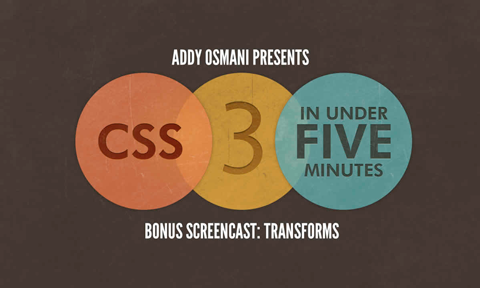 ADDY OSMANI PRESENTS
CSS
3
IN UNDER
FIVE
MINUTES
BONUS SCREENCAST: TRANSFORMS